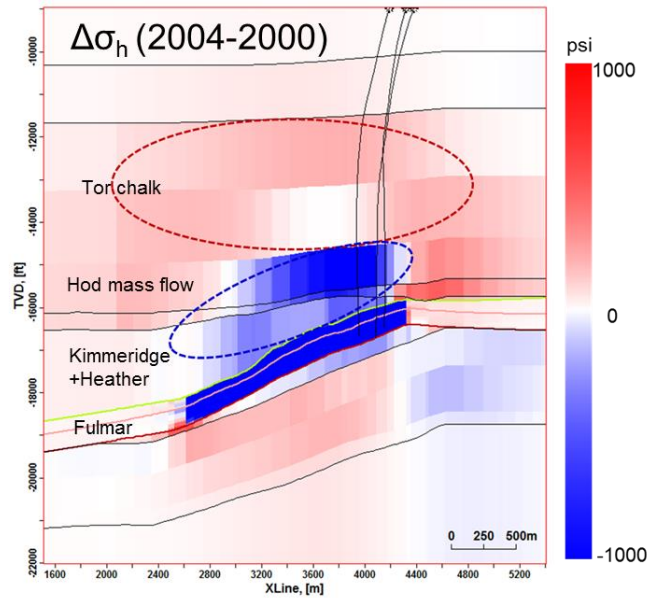 Δσh (2004-2000)
psi
1000
0
-1000
Tor chalk
Hod mass flow
Kimmeridge
+Heather
Fulmar
0 250 500m
TVD, [ft]
-10000
-12000
-14000
-16000
-18000
-20000
-22000
1600 2000 2400 2800 3200 3600 4000 4400 4800 5200
XLine, [m]